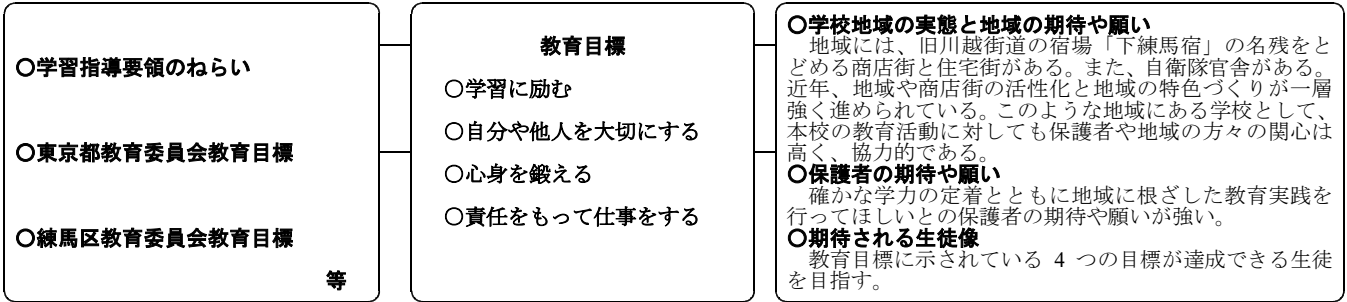 ○学習指導要領のねらい
○東京都教育委員会教育目標
○練馬区教育委員会教育目標
等
教育目標
○学習に励む
○自分や他人を大切にする
○心身を鍛える
○責任をもって仕事をする
○学校地域の実態と地域の期待や願い
地域には、旧川越街道の宿場「下練馬宿」の名残をと
どめる商店街と住宅街がある。また、自衛隊官舎がある。
近年、地域や商店街の活性化と地域の特色づくりが一層
強く進められている。このような地域にある学校として、
本校の教育活動に対しても保護者や地域の方々の関心は
高く、協力的である。
○保護者の期待や願い
確かな学力の定着とともに地域に根ざした教育実践を
行ってほしいとの保護者の期待や願いが強い。
○期待される生徒像
教育目標に示されている 4 つの目標が達成できる生徒
を目指す。